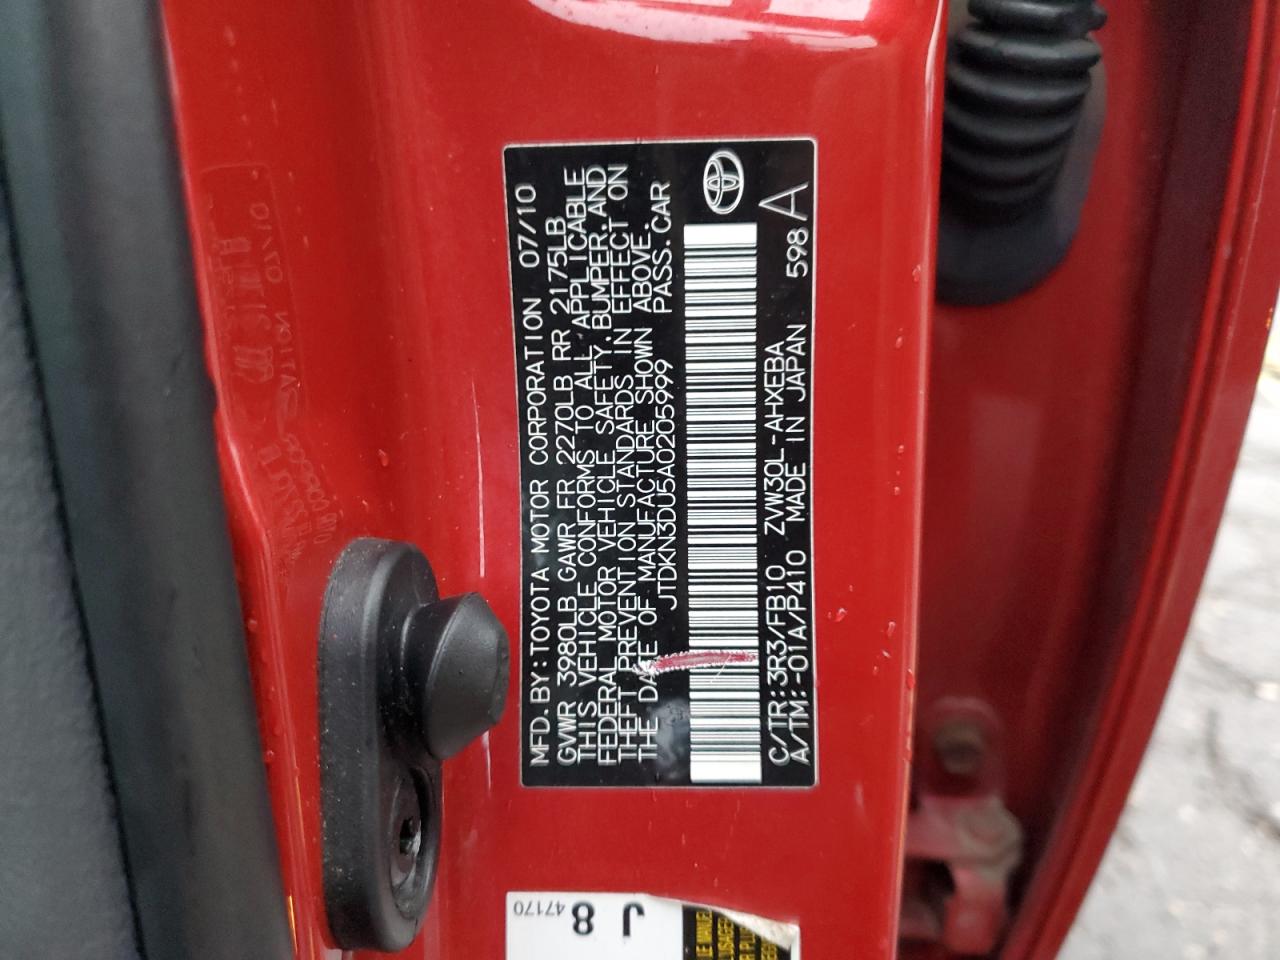 MFD.BY:TOYOTA MOTOR CORPORATION 07/10
GVWR 3980LB GAWR FR 2270LB RR 2175LB
THIS VEHICLE CONFORMS TO ALL APPLICABLE
FEDERAL MOTOR VEHICLE SAFETY,BUMPER,AND
THEFT PREVENTION STANDARDS IN EFFECT ON
THE DATE OF MANUFACTURE SHOWN ABOVE.
JTDKN3DU5A0205999 PASS.CAR
C/TR:3R3/FB10 ZVW30L-AHXEBA 598 A
A/TM:-01A/P410 MADE IN JAPAN
J 8
47170